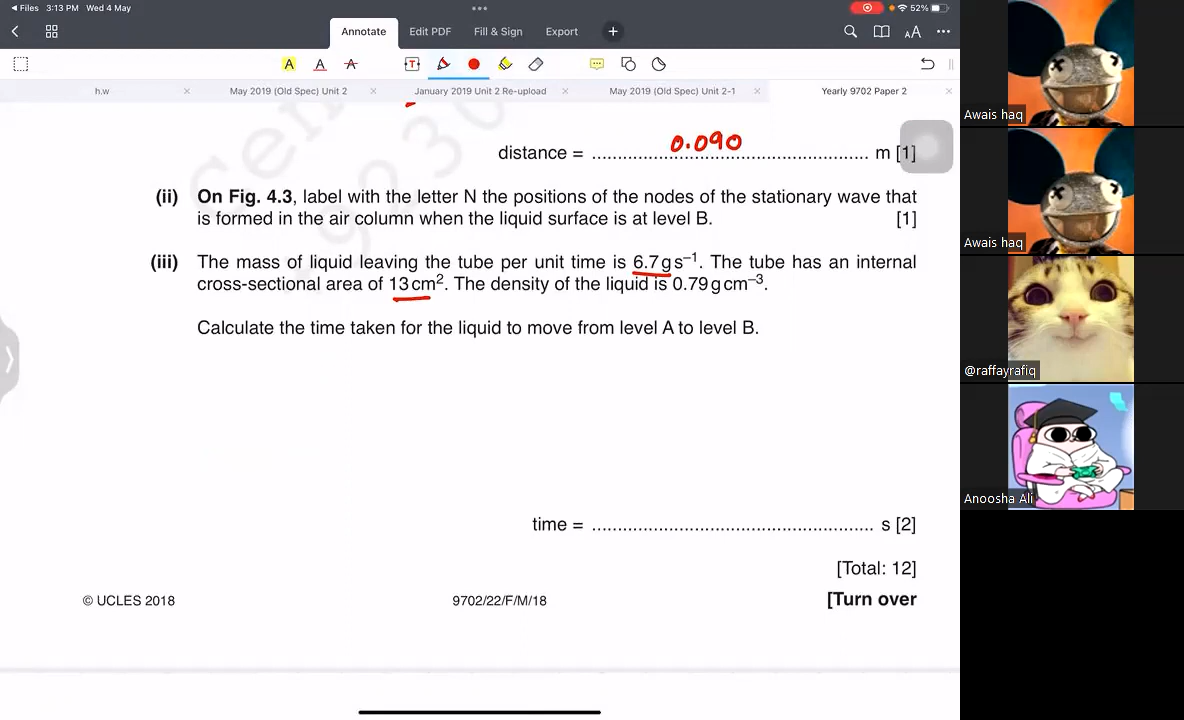 Files 3:13 PM Wed 4 May 52%
Annotate Edit PDF Fill & Sign Export
h.w May 2019 (Old Spec) Unit 2 January 2019 Unit 2 Re-upload May 2019 (Old Spec) Unit 2-1 Yearly 9702 Paper 2
0.090
distance = ..................................................... m [1]
(ii) On Fig. 4.3, label with the letter N the positions of the nodes of the stationary wave that
is formed in the air column when the liquid surface is at level B. [1]
(iii) The mass of liquid leaving the tube per unit time is 6.7 g s⁻¹. The tube has an internal
cross-sectional area of 13 cm². The density of the liquid is 0.79 g cm⁻³.
Calculate the time taken for the liquid to move from level A to level B.
time = ...................................................... s [2]
[Total: 12]
© UCLES 2018 9702/22/F/M/18 [Turn over
Awais haq
Awais haq
@raffayrafiq
Anoosha Ali